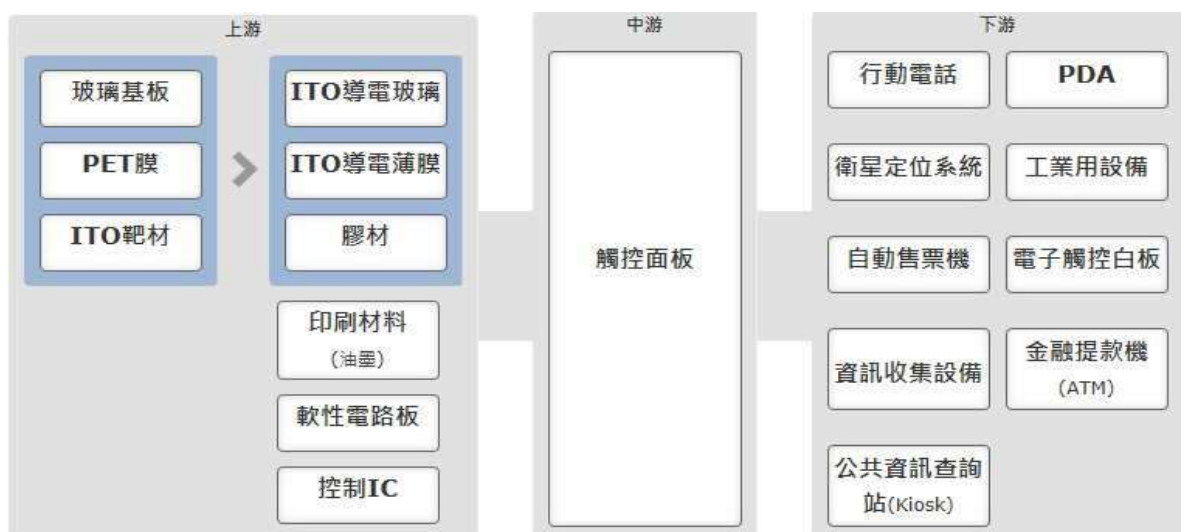 上游
玻璃基板
PET膜
ITO靶材
ITO導電玻璃
ITO導電薄膜
膠材
印刷材料
(油墨)
軟性電路板
控制IC
中游
觸控面板
下游
行動電話
PDA
衛星定位系統
工業用設備
自動售票機
電子觸控白板
資訊收集設備
金融提款機
(ATM)
公共資訊查詢
站(Kiosk)